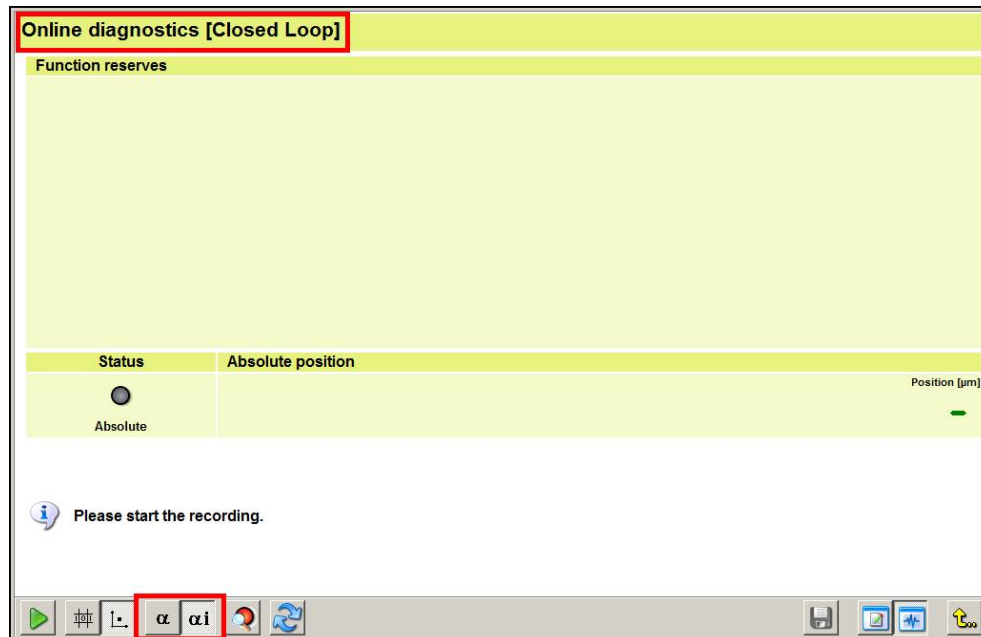 Online diagnostics [Closed Loop]
Function reserves
Status
Absolute position
Position [µm]
Absolute
Please start the recording.
α
αi